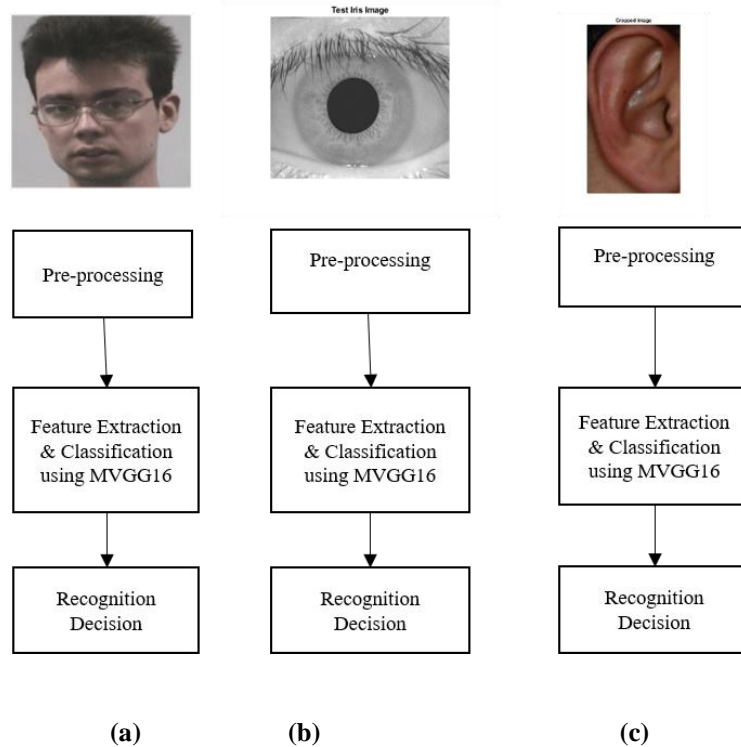 Test Iris Image
Cropped Image
Pre-processing
Pre-processing
Pre-processing
Feature Extraction
& Classification
using MVGG16
Feature Extraction
& Classification
using MVGG16
Feature Extraction
& Classification
using MVGG16
Recognition
Decision
Recognition
Decision
Recognition
Decision
(a)
(b)
(c)